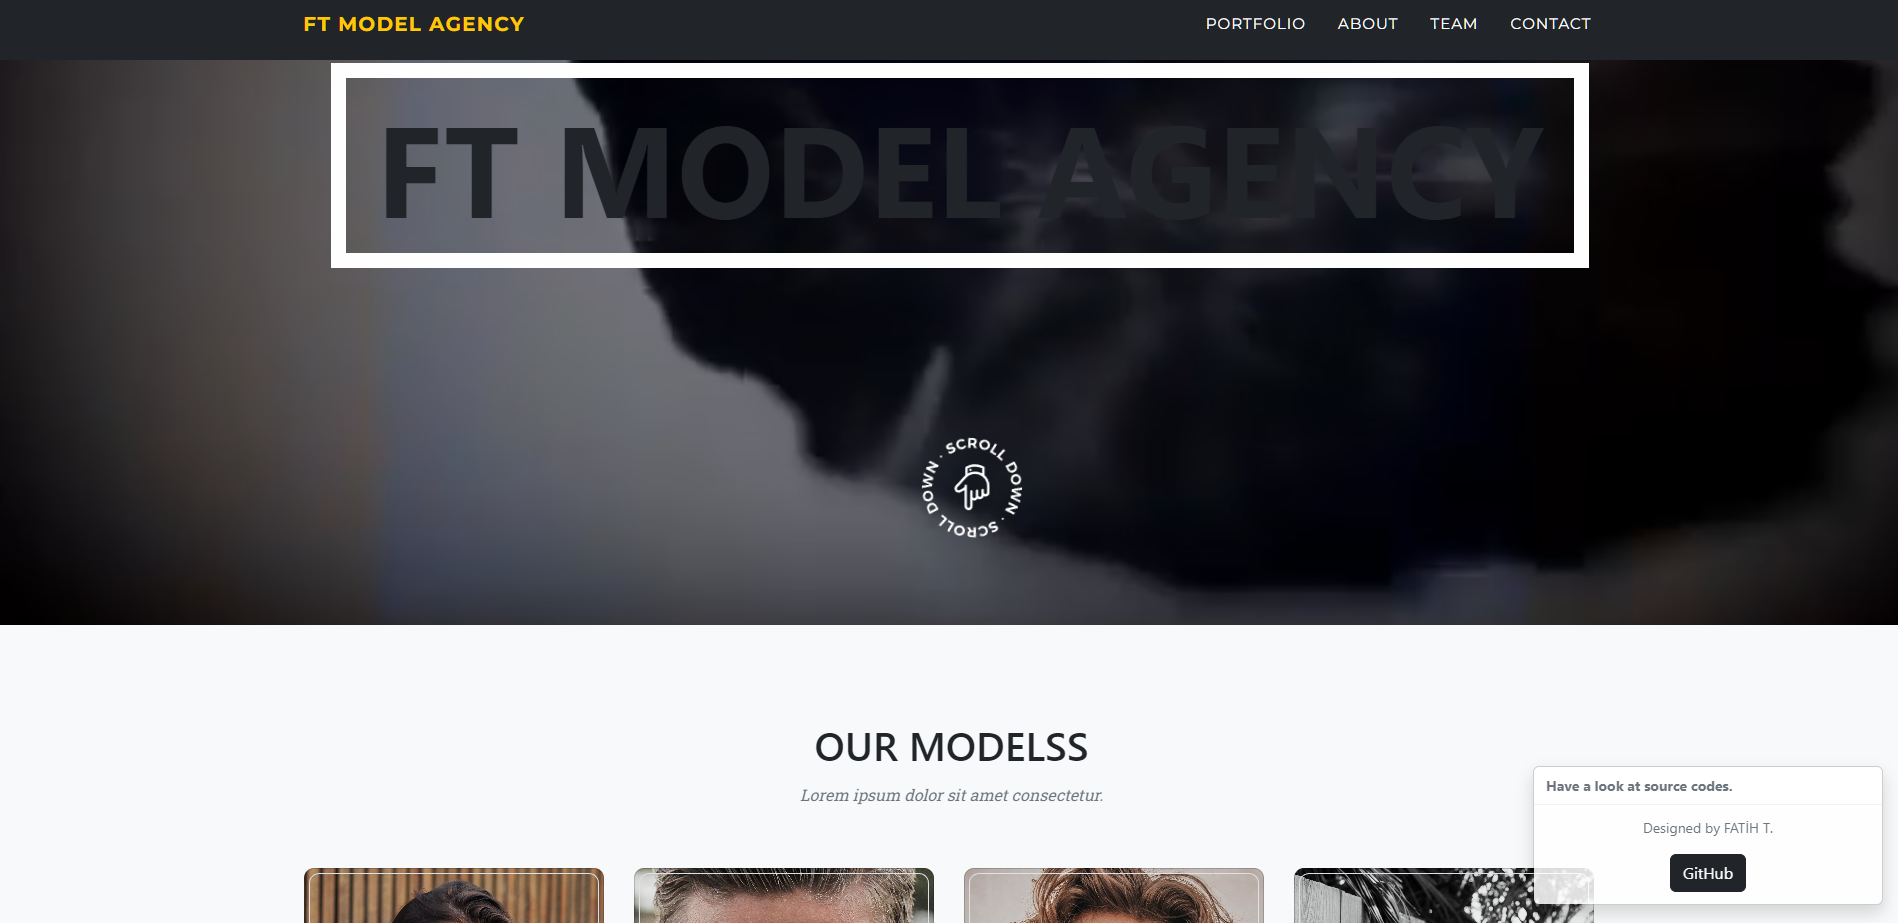 FT MODEL AGENCY
PORTFOLIO ABOUT TEAM CONTACT
FT MODEL AGENCY
SCROLL DOWN · SCROLL DOWN ·
OUR MODELSS
Lorem ipsum dolor sit amet consectetur.
Have a look at source codes.
Designed by FATİH T.
GitHub